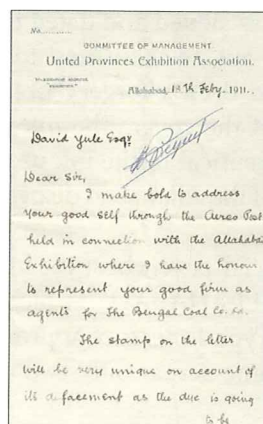 No.
COMMITTEE OF MANAGEMENT
United Provinces Exhibition Association.
TELEGRAPHIC ADDRESS,
Allahabad, 18th Feby. 1911.
David Yule Esqr
Dear Sir,
I make bold to address
your good self through the Aereo Post
held in connection with the Allahabad
Exhibition where I have the honour
to represent your good firm as
agents for The Bengal Coal Co. Ld.
The stamp on the letter
will be very unique on account of
its defacement as the die is going
to be